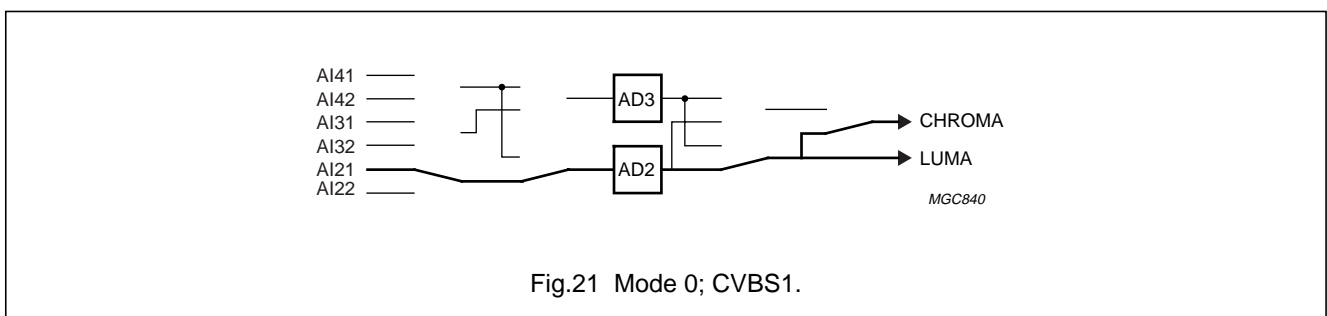 AI41
AI42
AI31
AI32
AI21
AI22
AD3
AD2
CHROMA
LUMA
MGC840
Fig.21 Mode 0; CVBS1.